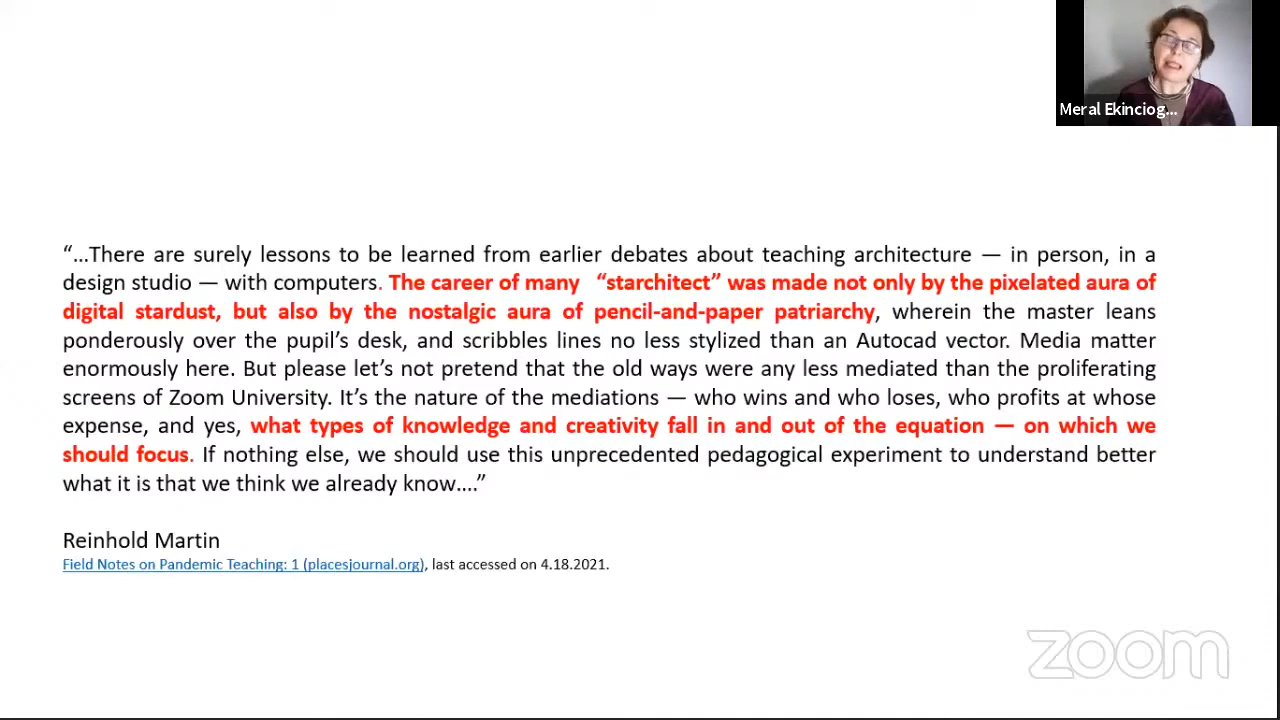 Meral Ekinciog...
“...There are surely lessons to be learned from earlier debates about teaching architecture — in person, in a
design studio — with computers. The career of many “starchitect” was made not only by the pixelated aura of
digital stardust, but also by the nostalgic aura of pencil-and-paper patriarchy, wherein the master leans
ponderously over the pupil’s desk, and scribbles lines no less stylized than an Autocad vector. Media matter
enormously here. But please let’s not pretend that the old ways were any less mediated than the proliferating
screens of Zoom University. It’s the nature of the mediations — who wins and who loses, who profits at whose
expense, and yes, what types of knowledge and creativity fall in and out of the equation — on which we
should focus. If nothing else, we should use this unprecedented pedagogical experiment to understand better
what it is that we think we already know....”
Reinhold Martin
Field Notes on Pandemic Teaching: 1 (placesjournal.org), last accessed on 4.18.2021.
zoom